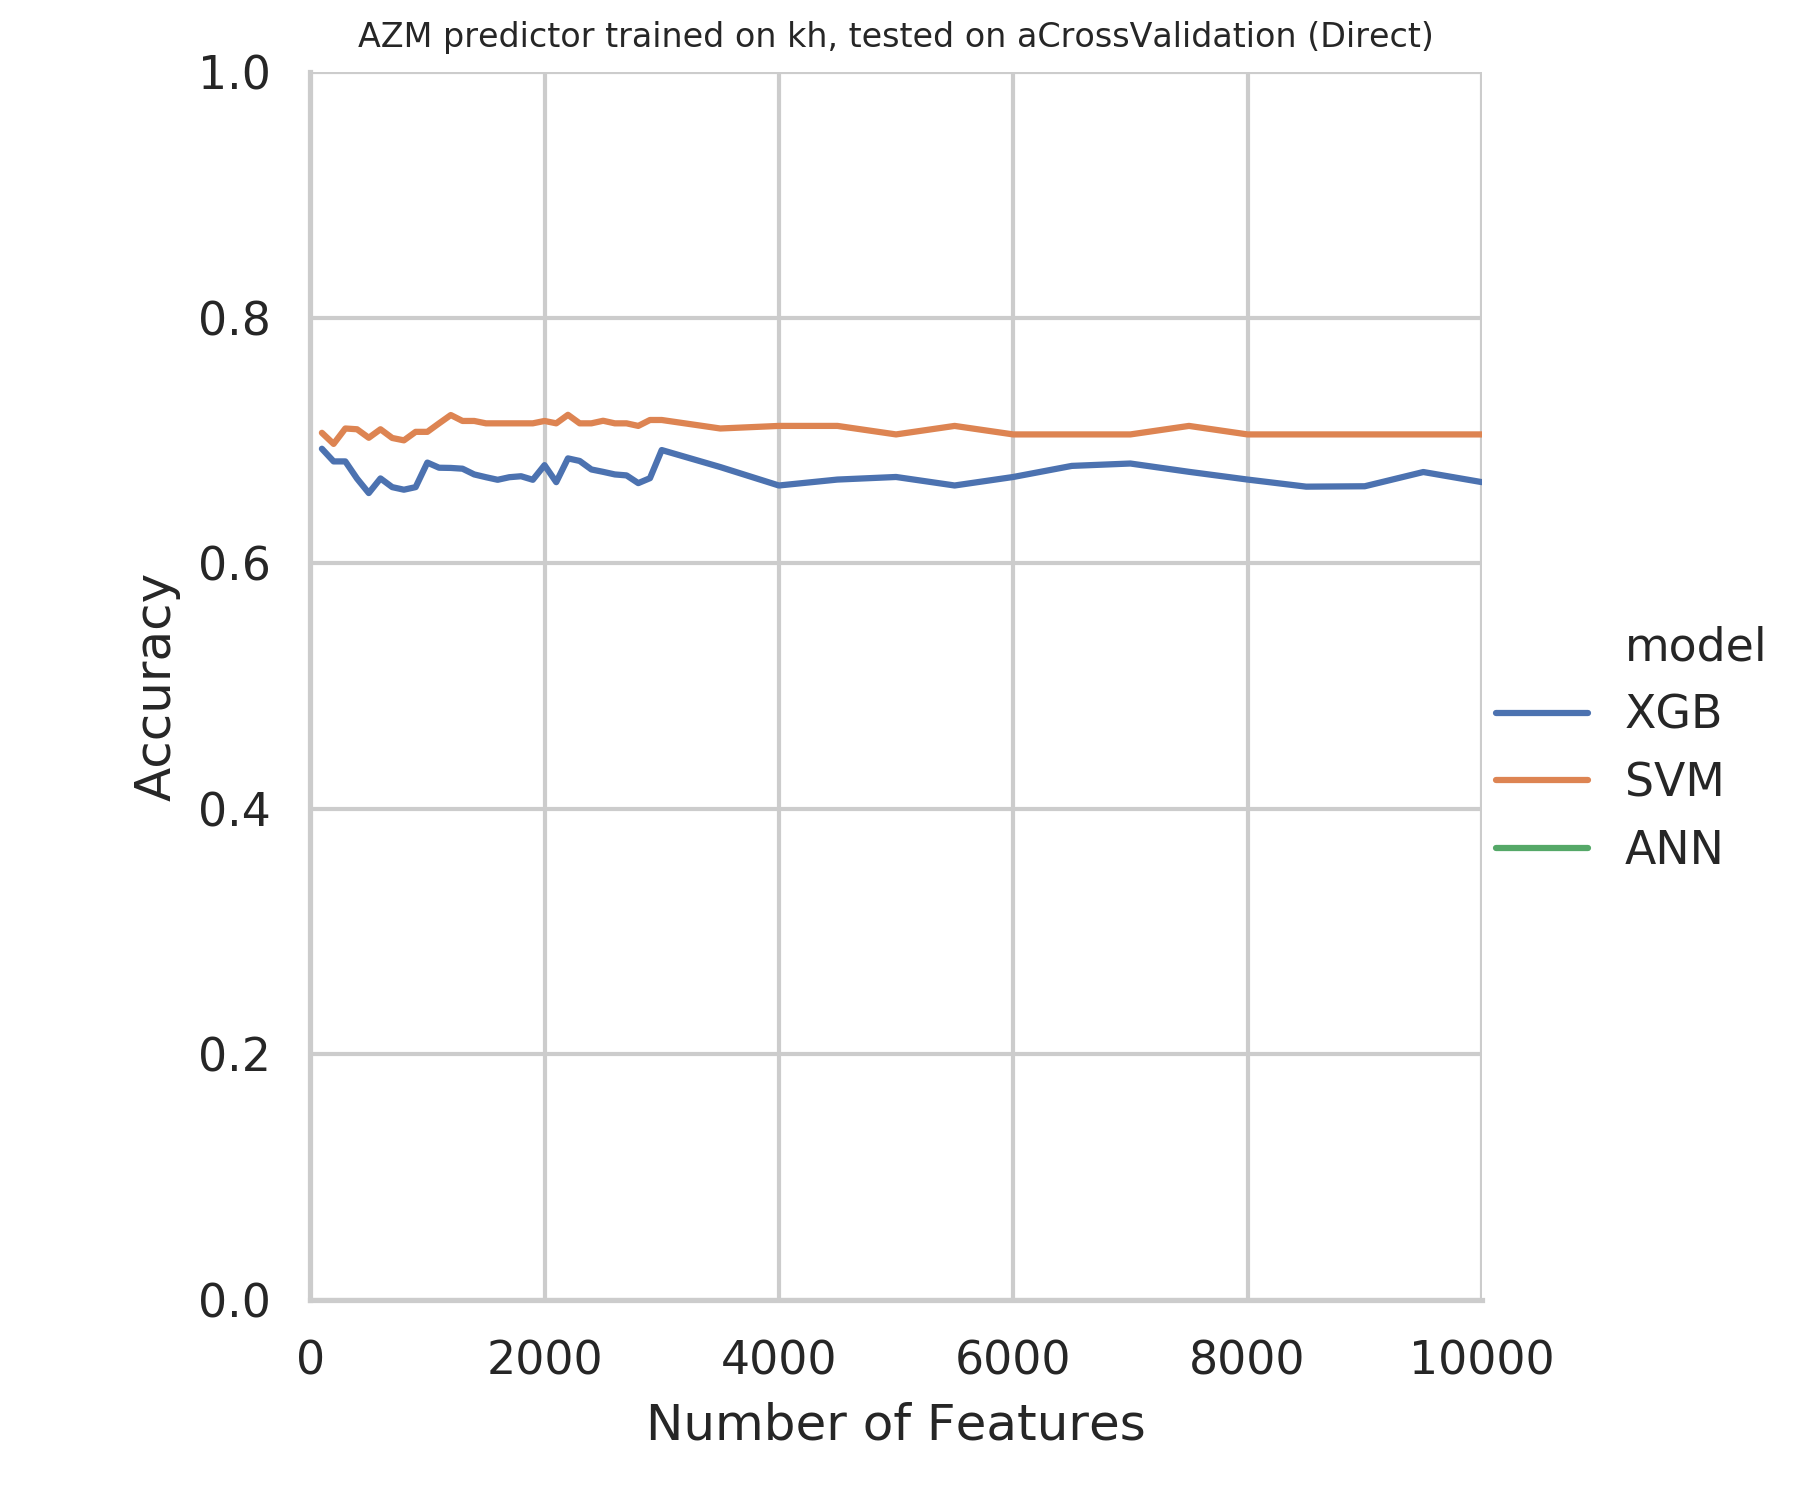 AZM predictor trained on kh, tested on aCrossValidation (Direct)
1.0
0.8
0.6
0.4
0.2
0.0
Accuracy
0 2000 4000 6000 8000 10000
Number of Features
model
XGB
SVM
ANN